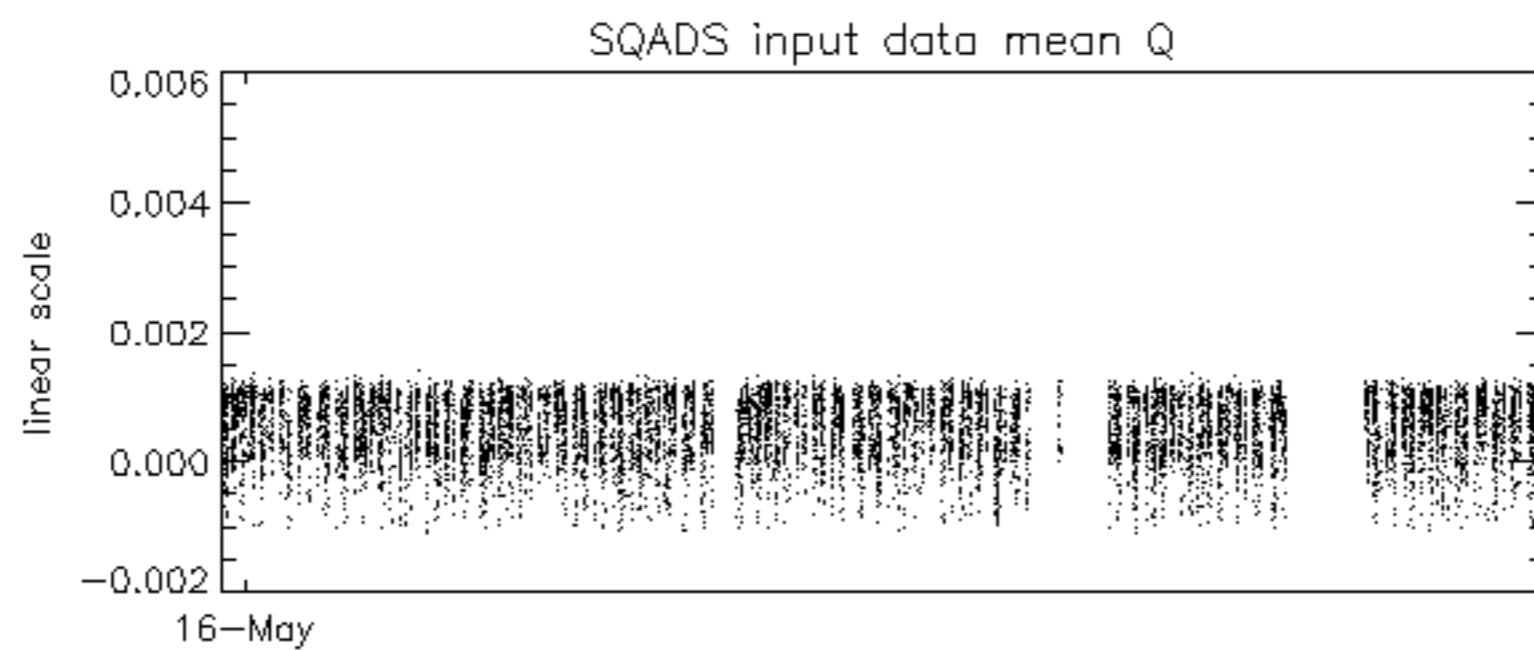 SQADS input data mean Q
0.006
0.004
0.002
0.000
−0.002
linear scale
16−May